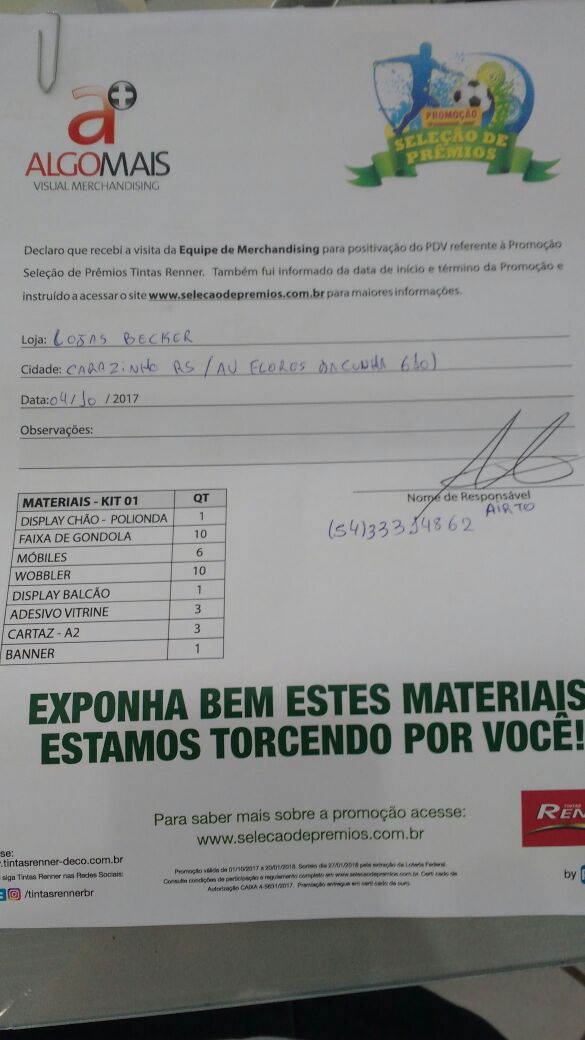 a+
ALGOMAIS
VISUAL MERCHANDISING
PROMOÇÃO
SELEÇÃO DE
PRÊMIOS
Declaro que recebi a visita da Equipe de Merchandising para positivação do PDV referente à Promoção
Seleção de Prêmios Tintas Renner. Também fui informado da data de início e término da Promoção e
instruído a acessar o site www.selecaodepremios.com.br para maiores informações.
Loja: LOJAS BECKER
Cidade: CARAZINHO RS / AV FLORES DACUNHA 610)
Data: 04/10 / 2017
Observações:
Nome de Responsável
AIRTO
(54)33314862
MATERIAIS - KIT 01 QT
DISPLAY CHÃO - POLIONDA 1
FAIXA DE GONDOLA 10
MÓBILES 6
WOBBLER 10
DISPLAY BALCÃO 1
ADESIVO VITRINE 3
CARTAZ - A2 3
BANNER 1
EXPONHA BEM ESTES MATERIAIS
ESTAMOS TORCENDO POR VOCÊ!
Para saber mais sobre a promoção acesse:
www.selecaodepremios.com.br
TINTAS
REN
se:
.tintasrenner-deco.com.br
siga Tintas Renner nas Redes Sociais:
/tintasrennerbr
Promoção válida de 01/10/2017 a 20/01/2018. Sorteio dia 27/01/2018 pela extração da Loteria Federal.
Consulte condições de participação e regulamento completo em www.selecaodepremios.com.br. Certificado de
Autorização CAIXA 4-5631/2017. Premiação entregue em certificado de ouro.
by